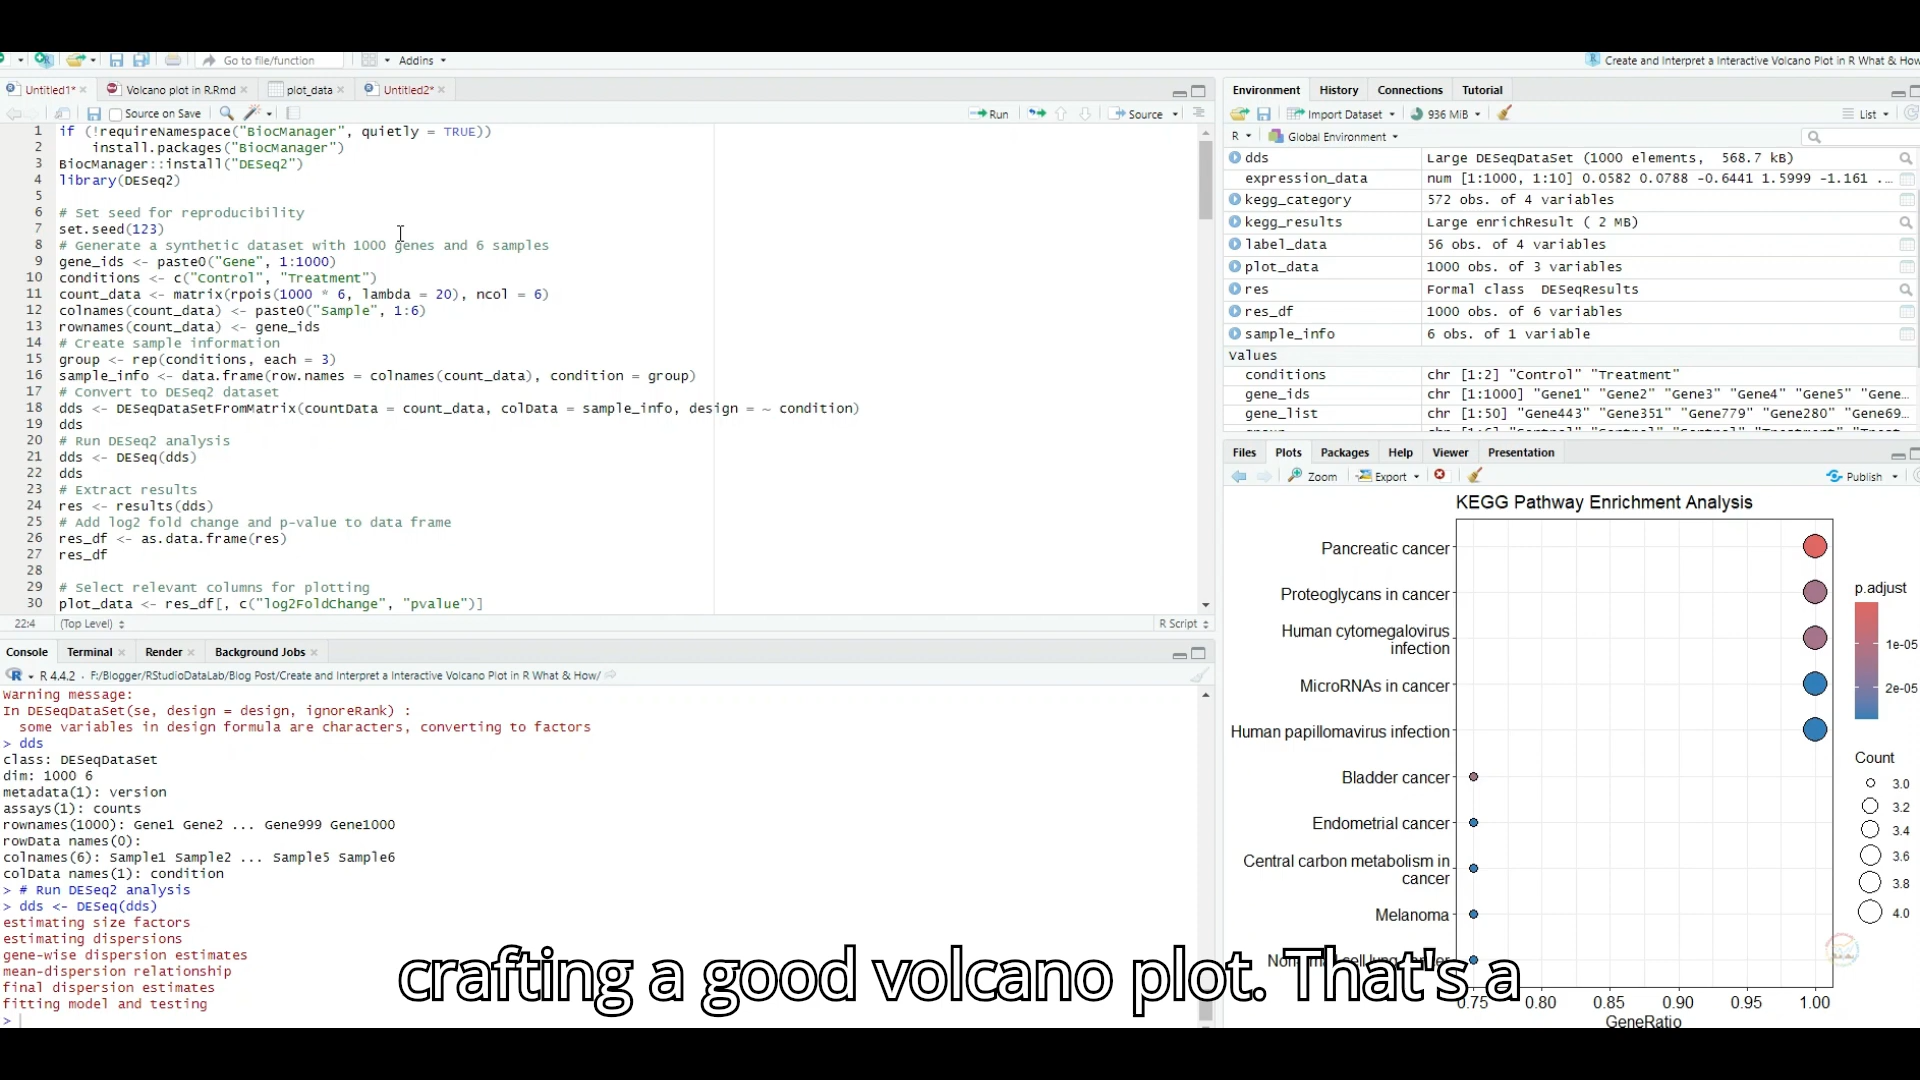 Go to file/function
Addins
Create and Interpret a Interactive Volcano Plot in R What & How
Untitled1*
Volcano plot in R.Rmd
plot_data
Untitled2*
Source on Save
Run
Source
1 if (!requireNamespace("BiocManager", quietly = TRUE))
2 install.packages("BiocManager")
3 BiocManager::install("DESeq2")
4 library(DESeq2)
5
6 # Set seed for reproducibility
7 set.seed(123)
8 # Generate a synthetic dataset with 1000 genes and 6 samples
9 gene_ids <- paste0("Gene", 1:1000)
10 conditions <- c("Control", "Treatment")
11 count_data <- matrix(rpois(1000 * 6, lambda = 20), ncol = 6)
12 colnames(count_data) <- paste0("Sample", 1:6)
13 rownames(count_data) <- gene_ids
14 # Create sample information
15 group <- rep(conditions, each = 3)
16 sample_info <- data.frame(row.names = colnames(count_data), condition = group)
17 # Convert to DESeq2 dataset
18 dds <- DESeqDataSetFromMatrix(countData = count_data, colData = sample_info, design = ~ condition)
19 dds
20 # Run DESeq2 analysis
21 dds <- DESeq(dds)
22 dds
23 # Extract results
24 res <- results(dds)
25 # Add log2 fold change and p-value to data frame
26 res_df <- as.data.frame(res)
27 res_df
28
29 # Select relevant columns for plotting
30 plot_data <- res_df[, c("log2FoldChange", "pvalue")]
22:4 (Top Level) R Script
Console Terminal Render Background Jobs
R 4.4.2 · F:/Blogger/RStudioDataLab/Blog Post/Create and Interpret a Interactive Volcano Plot in R What & How/
Warning message:
In DESeqDataSet(se, design = design, ignoreRank) :
some variables in design formula are characters, converting to factors
> dds
class: DESeqDataSet
dim: 1000 6
metadata(1): version
assays(1): counts
rownames(1000): Gene1 Gene2 ... Gene999 Gene1000
rowData names(0):
colnames(6): Sample1 Sample2 ... Sample5 Sample6
colData names(1): condition
> # Run DESeq2 analysis
> dds <- DESeq(dds)
estimating size factors
estimating dispersions
gene-wise dispersion estimates
mean-dispersion relationship
final dispersion estimates
fitting model and testing
>
Environment History Connections Tutorial
Import Dataset 936 MiB List
R Global Environment
dds Large DESeqDataSet (1000 elements, 568.7 kB)
expression_data num [1:1000, 1:10] 0.0582 0.0788 -0.6441 1.5999 -1.161 ...
kegg_category 572 obs. of 4 variables
kegg_results Large enrichResult ( 2 MB)
label_data 56 obs. of 4 variables
plot_data 1000 obs. of 3 variables
res Formal class DESeqResults
res_df 1000 obs. of 6 variables
sample_info 6 obs. of 1 variable
Values
conditions chr [1:2] "Control" "Treatment"
gene_ids chr [1:1000] "Gene1" "Gene2" "Gene3" "Gene4" "Gene5" "Gene...
gene_list chr [1:50] "Gene443" "Gene351" "Gene779" "Gene280" "Gene69...
Files Plots Packages Help Viewer Presentation
Zoom Export Publish
KEGG Pathway Enrichment Analysis
Pancreatic cancer
Proteoglycans in cancer
Human cytomegalovirus
infection
MicroRNAs in cancer
Human papillomavirus infection
Bladder cancer
Endometrial cancer
Central carbon metabolism in
cancer
Melanoma
0.75 0.80 0.85 0.90 0.95 1.00
GeneRatio
p.adjust
1e-05
2e-05
Count
3.0
3.2
3.4
3.6
3.8
4.0
crafting a good volcano plot. That's a